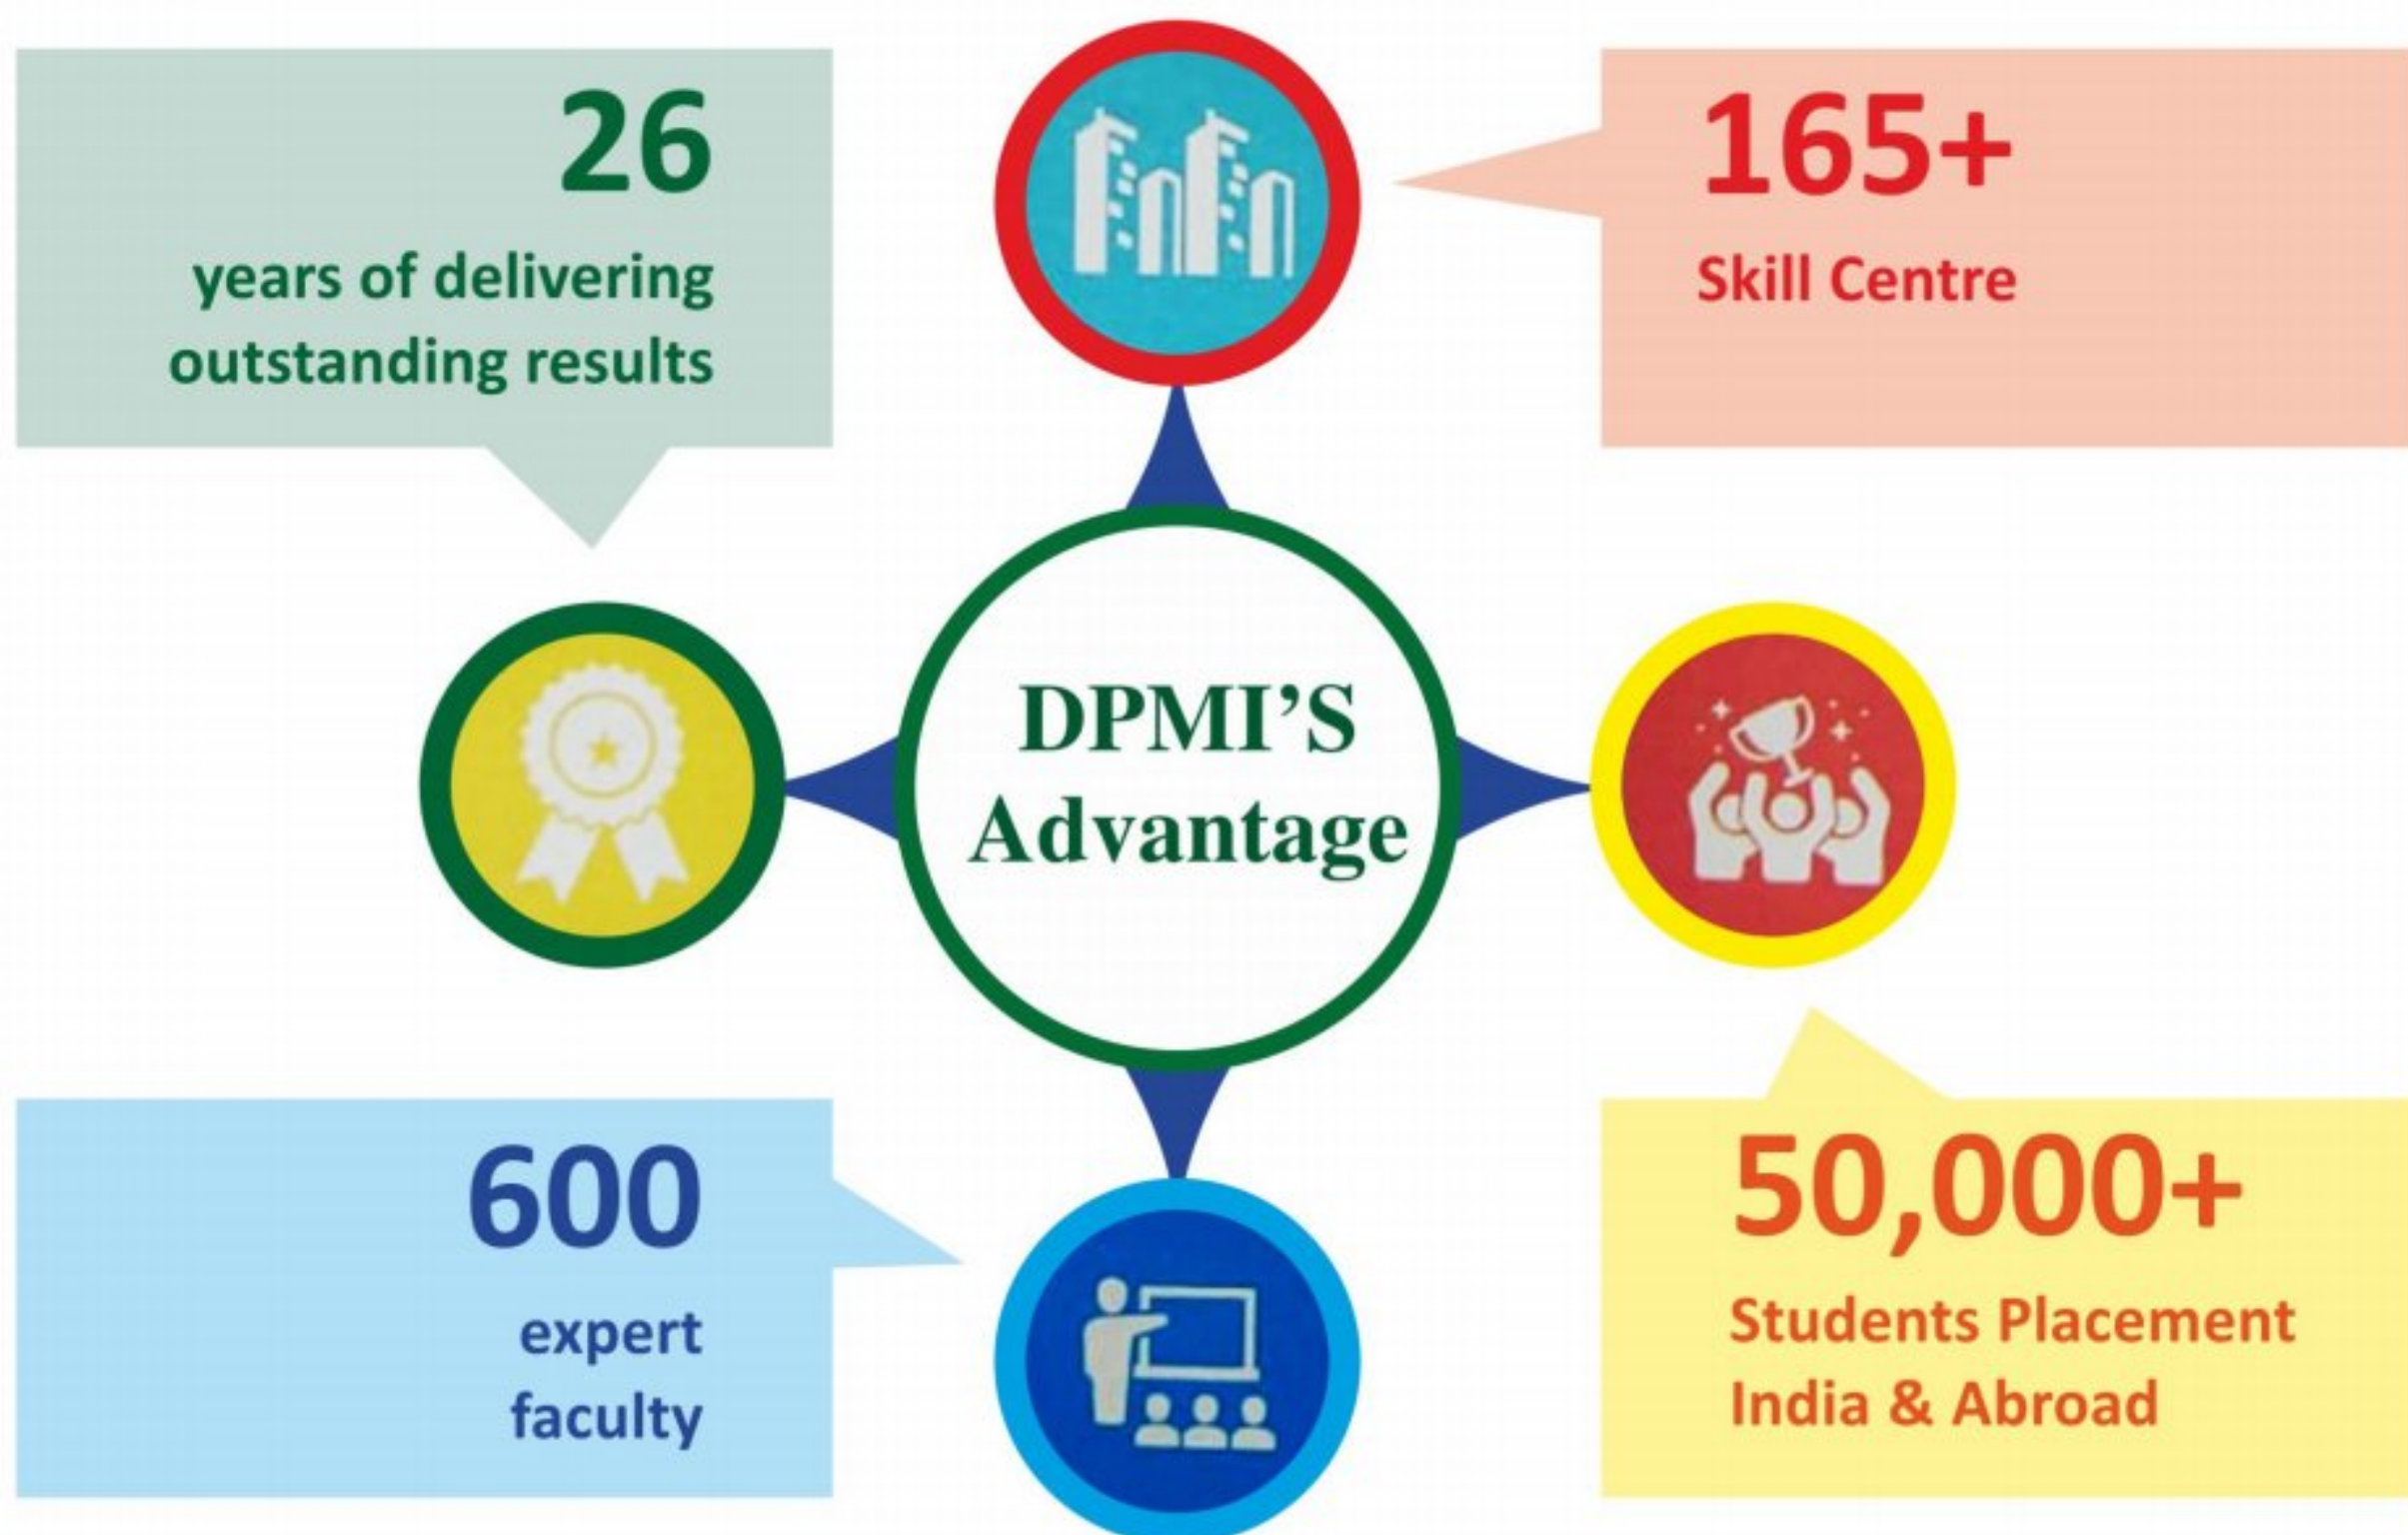 26
years of delivering
outstanding results
165+
Skill Centre
DPMI’S
Advantage
600
expert
faculty
50,000+
Students Placement
India & Abroad